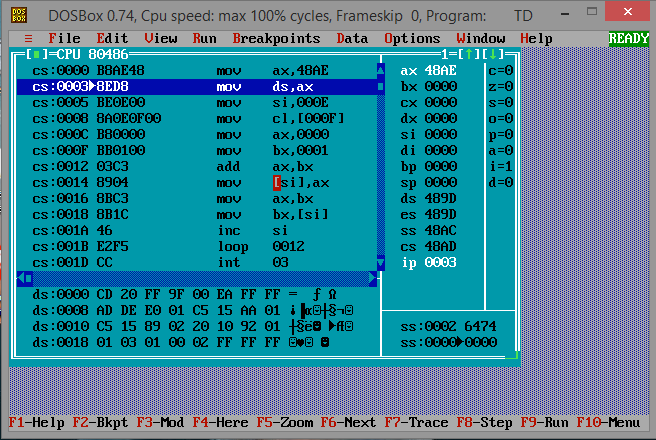 DOSBox 0.74, Cpu speed: max 100% cycles, Frameskip 0, Program: TD
≡ File Edit View Run Breakpoints Data Options Window Help READY
[■]=CPU 80486 1=[↑][↓]
cs:0000 B8AE48 mov ax,48AE
cs:0003►8ED8 mov ds,ax
cs:0005 BE0E00 mov si,000E
cs:0008 8A0E0F00 mov cl,[000F]
cs:000C B80000 mov ax,0000
cs:000F BB0100 mov bx,0001
cs:0012 03C3 add ax,bx
cs:0014 8904 mov [si],ax
cs:0016 8BC3 mov ax,bx
cs:0018 8B1C mov bx,[si]
cs:001A 46 inc si
cs:001B E2F5 loop 0012
cs:001D CC int 03
ax 48AE c=0
bx 0000 z=0
cx 0000 s=0
dx 0000 o=0
si 0000 p=0
di 0000 a=0
bp 0000 i=1
sp 0000 d=0
ds 489D
es 489D
ss 48AC
cs 48AD
ip 0003
ds:0000 CD 20 FF 9F 00 EA FF FF = ƒ Ω
ds:0008 AD DE E0 01 C5 15 AA 01
ds:0010 C5 15 89 02 20 10 92 01
ds:0018 01 03 01 00 02 FF FF FF
ss:0002 6474
ss:0000►0000
F1-Help F2-Bkpt F3-Mod F4-Here F5-Zoom F6-Next F7-Trace F8-Step F9-Run F10-Menu